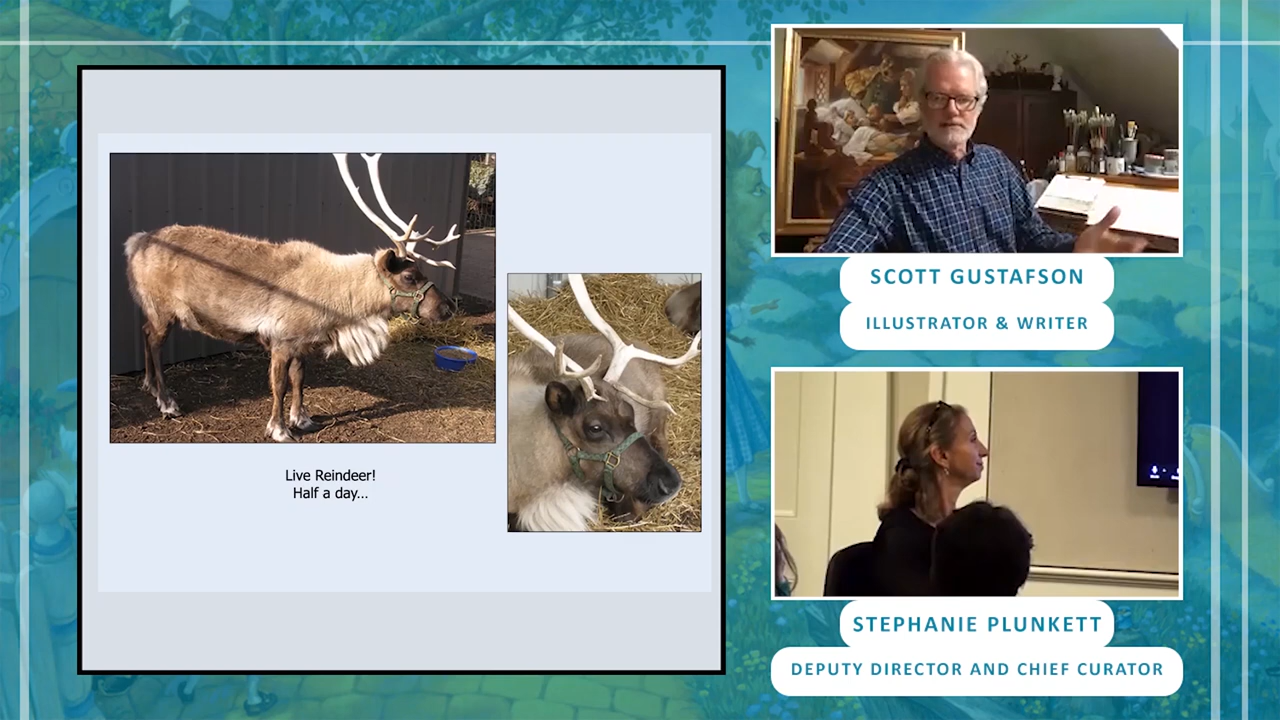 Live Reindeer!
Half a day...
SCOTT GUSTAFSON
ILLUSTRATOR & WRITER
STEPHANIE PLUNKETT
DEPUTY DIRECTOR AND CHIEF CURATOR